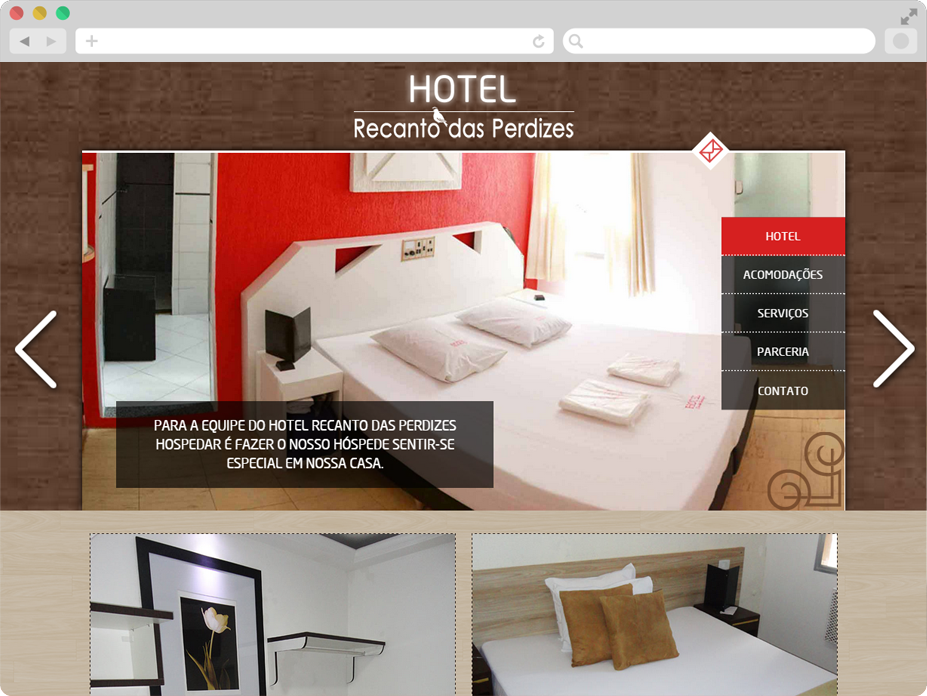 HOTEL
Recanto das Perdizes
HOTEL
ACOMODAÇÕES
SERVIÇOS
PARCERIA
CONTATO
PARA A EQUIPE DO HOTEL RECANTO DAS PERDIZES
HOSPEDAR É FAZER O NOSSO HÓSPEDE SENTIR-SE
ESPECIAL EM NOSSA CASA.